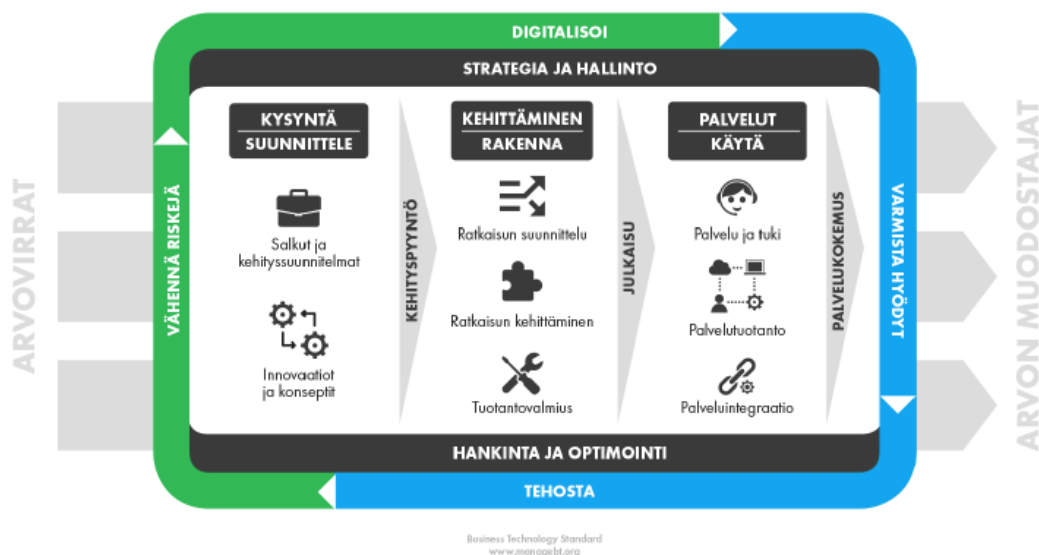 DIGITALISOI
STRATEGIA JA HALLINTO
ARVOVIRRAT
VÄHENNÄ RISKEJÄ
KYSYNTÄ
SUUNNITTELE
Salkut ja
kehityssuunnitelmat
Innovaatiot
ja konseptit
KEHITYSPYYNTÖ
KEHITTÄMINEN
RAKENNA
Ratkaisun suunnittelu
Ratkaisun kehittäminen
Tuotantovalmius
JULKAISU
PALVELUT
KÄYTÄ
Palvelu ja tuki
Palvelutuotanto
Palveluintegraatio
PALVELUKOKEMUS
VARMISTA HYÖDYT
ARVON MUODOSTAJAT
HANKINTA JA OPTIMOINTI
TEHOSTA
Business Technology Standard
www.managebt.org